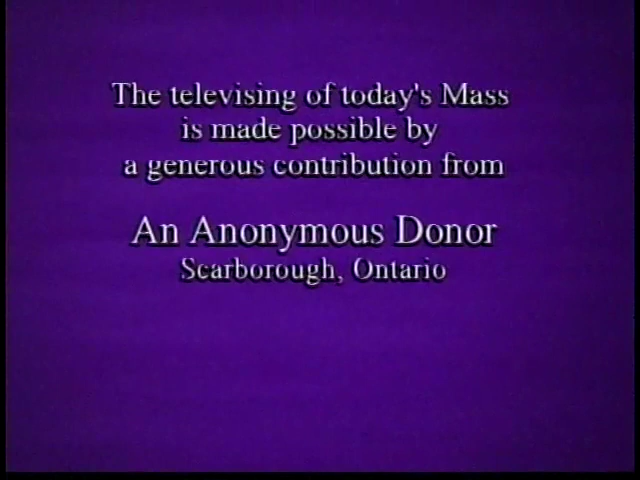 The televising of today's Mass
is made possible by
a generous contribution from
An Anonymous Donor
Scarborough, Ontario